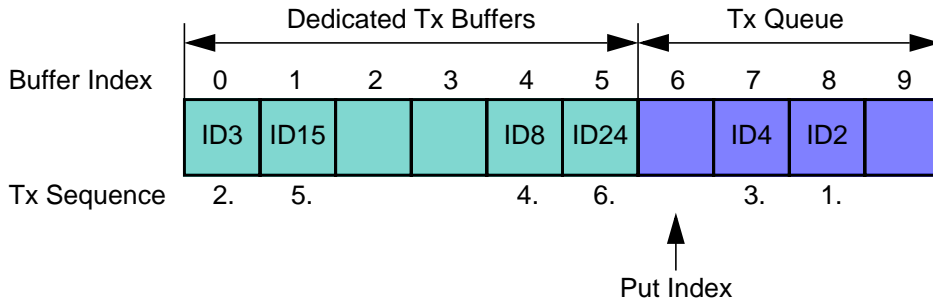 Dedicated Tx Buffers Tx Queue
Buffer Index 0 1 2 3 4 5 6 7 8 9
ID3 ID15 ID8 ID24 ID4 ID2
Tx Sequence 2. 5. 4. 6. 3. 1.
Put Index